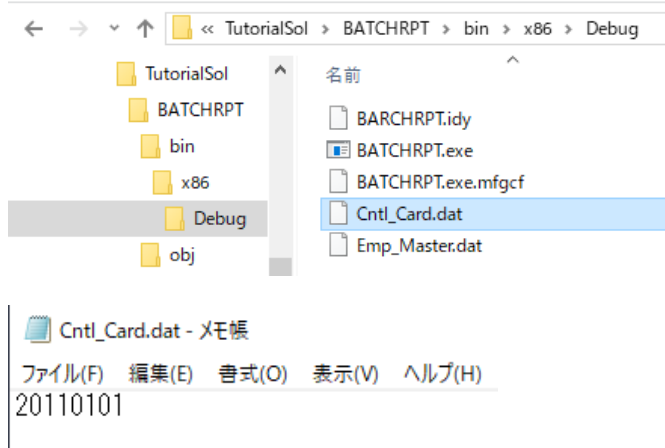 « TutorialSol > BATCHRPT > bin > x86 > Debug
TutorialSol
BATCHRPT
bin
x86
Debug
obj
名前
BARCHRPT.idy
BATCHRPT.exe
BATCHRPT.exe.mfgcf
Cntl_Card.dat
Emp_Master.dat
Cntl_Card.dat - メモ帳
ファイル(F) 編集(E) 書式(O) 表示(V) ヘルプ(H)
20110101